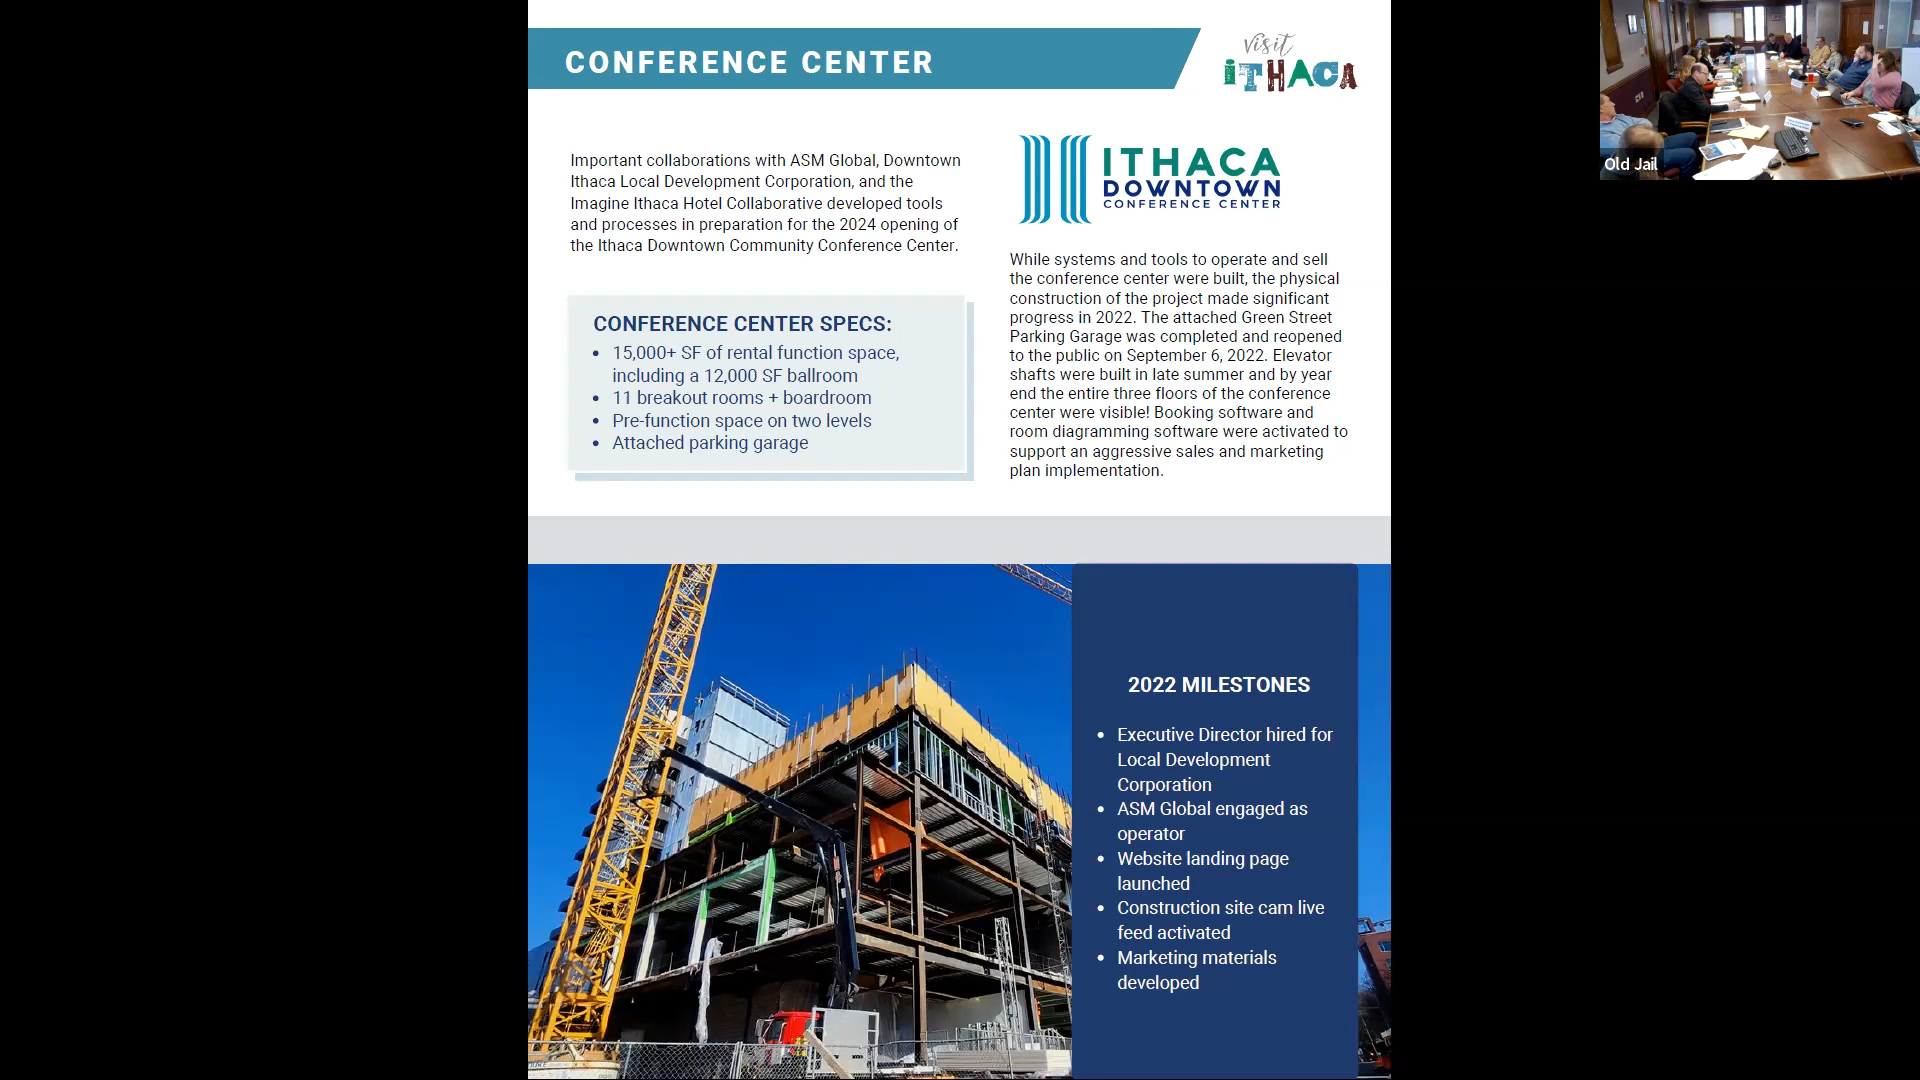 CONFERENCE CENTER
Visit
ITHACA
Important collaborations with ASM Global, Downtown
Ithaca Local Development Corporation, and the
Imagine Ithaca Hotel Collaborative developed tools
and processes in preparation for the 2024 opening of
the Ithaca Downtown Community Conference Center.
CONFERENCE CENTER SPECS:
• 15,000+ SF of rental function space,
including a 12,000 SF ballroom
• 11 breakout rooms + boardroom
• Pre-function space on two levels
• Attached parking garage
ITHACA
DOWNTOWN
CONFERENCE CENTER
While systems and tools to operate and sell
the conference center were built, the physical
construction of the project made significant
progress in 2022. The attached Green Street
Parking Garage was completed and reopened
to the public on September 6, 2022. Elevator
shafts were built in late summer and by year
end the entire three floors of the conference
center were visible! Booking software and
room diagramming software were activated to
support an aggressive sales and marketing
plan implementation.
2022 MILESTONES
• Executive Director hired for
Local Development
Corporation
• ASM Global engaged as
operator
• Website landing page
launched
• Construction site cam live
feed activated
• Marketing materials
developed
Old Jail